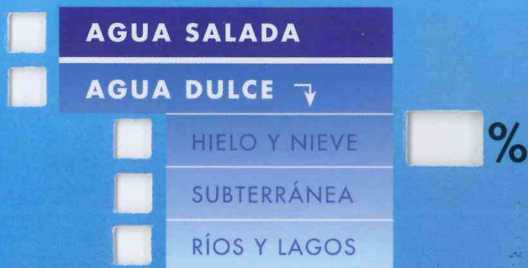 AGUA SALADA
AGUA DULCE
HIELO Y NIEVE
%
SUBTERRÁNEA
RÍOS Y LAGOS